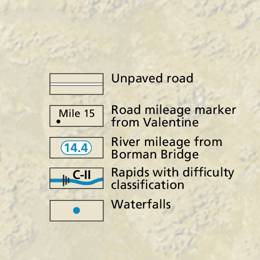 Unpaved road
Mile 15
Road mileage marker
from Valentine
14.4
River mileage from
Borman Bridge
C-II
Rapids with difficulty
classification
Waterfalls